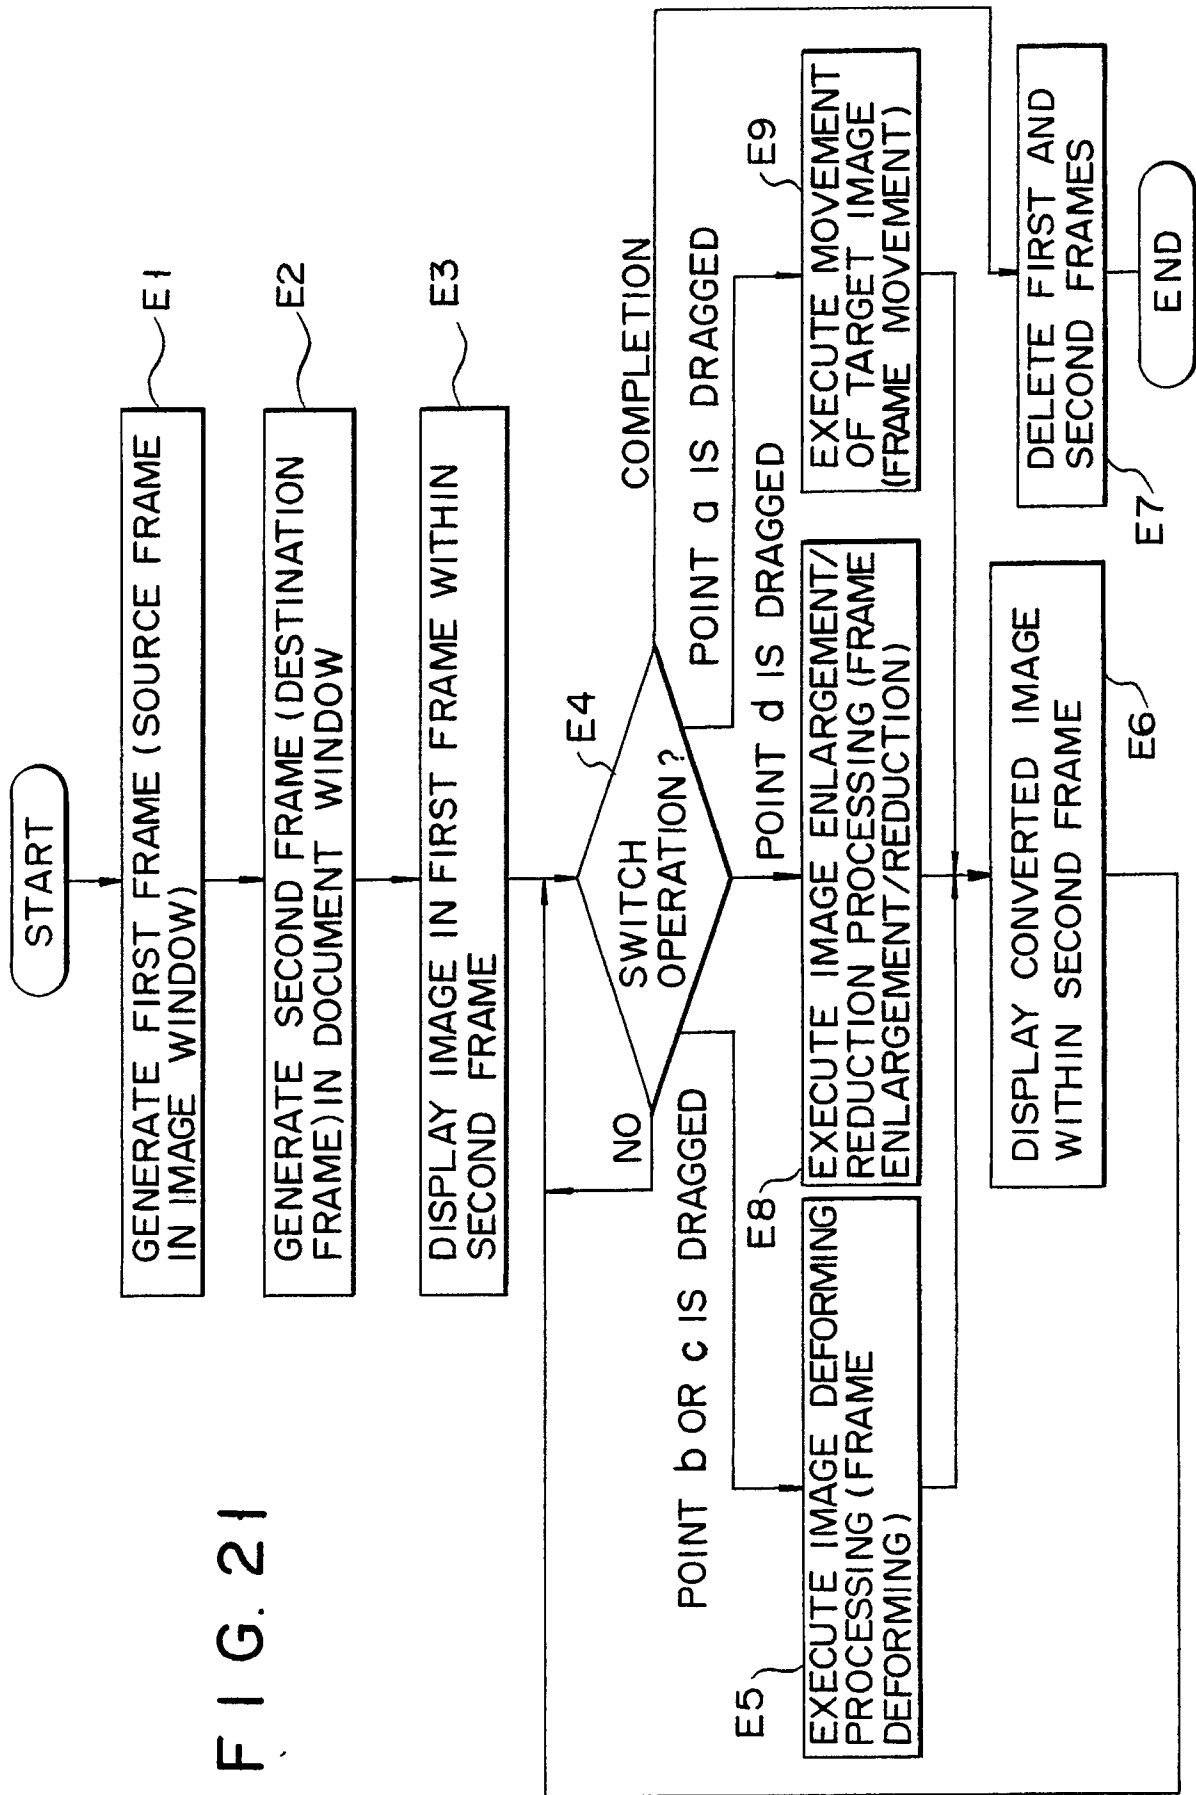 FIG. 21
START
GENERATE FIRST FRAME (SOURCE FRAME
IN IMAGE WINDOW)
E1
GENERATE SECOND FRAME (DESTINATION
FRAME) IN DOCUMENT WINDOW
E2
DISPLAY IMAGE IN FIRST FRAME WITHIN
SECOND FRAME
E3
SWITCH
OPERATION?
E4
NO
COMPLETION
POINT b OR c IS DRAGGED
POINT d IS DRAGGED
POINT a IS DRAGGED
E5
EXECUTE IMAGE DEFORMING
PROCESSING (FRAME
DEFORMING)
E8
EXECUTE IMAGE ENLARGEMENT/
REDUCTION PROCESSING (FRAME
ENLARGEMENT/REDUCTION)
E9
EXECUTE MOVEMENT
OF TARGET IMAGE
(FRAME MOVEMENT)
DISPLAY CONVERTED IMAGE
WITHIN SECOND FRAME
E6
DELETE FIRST AND
SECOND FRAMES
E7
END